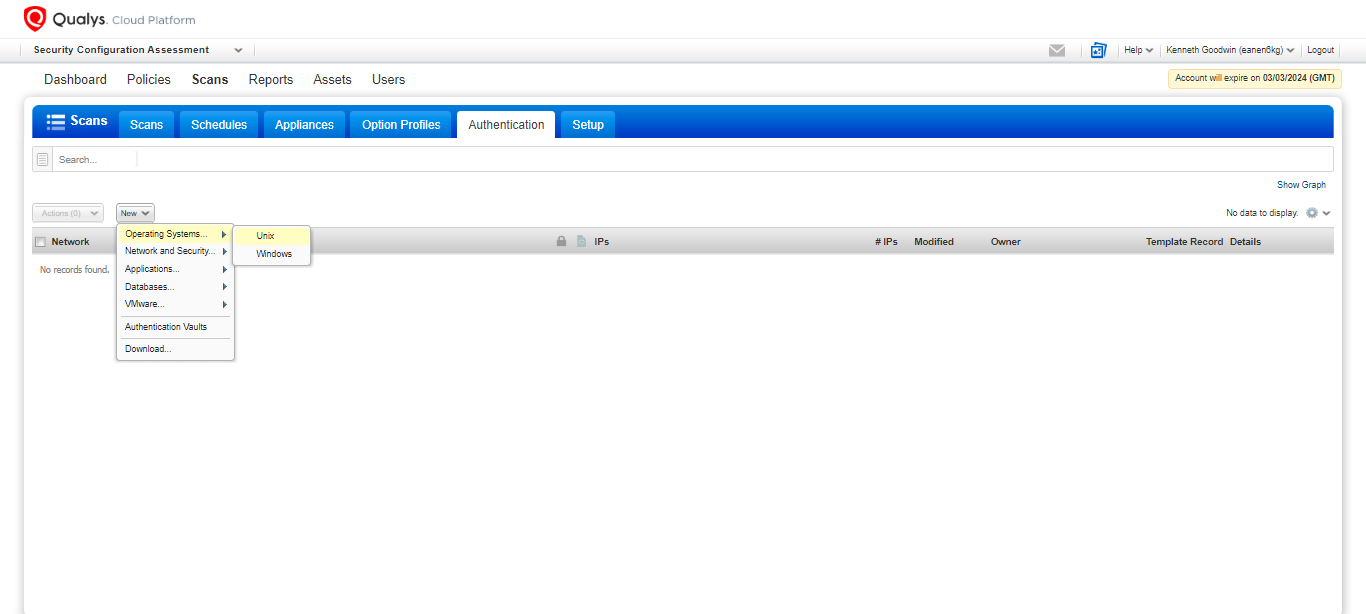 Qualys. Cloud Platform
Security Configuration Assessment
Help
Kenneth Goodwin (eanen6kg)
Logout
Dashboard Policies Scans Reports Assets Users
Account will expire on 03/03/2024 (GMT)
Scans
Scans Schedules Appliances Option Profiles Authentication Setup
Search...
Show Graph
Actions (0) New
No data to display.
Network IPs # IPs Modified Owner Template Record Details
No records found.
Operating Systems...
Network and Security...
Applications...
Databases...
VMware...
Authentication Vaults
Download...
Unix
Windows